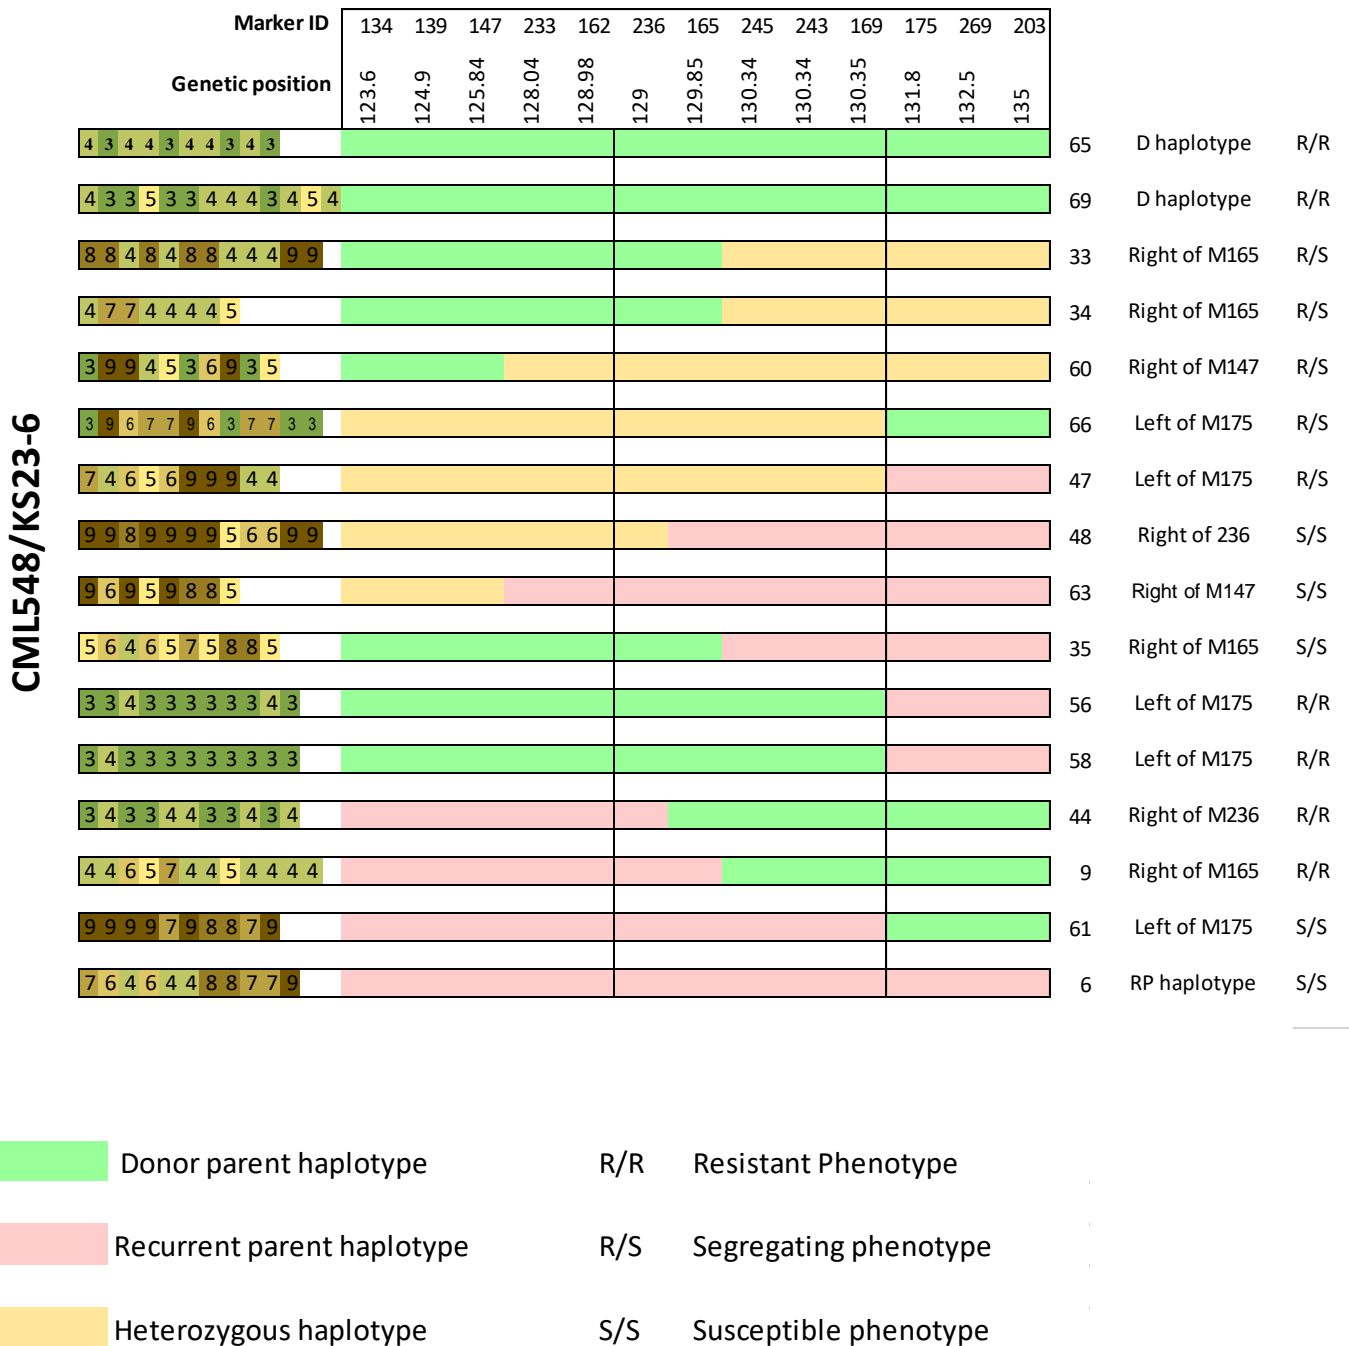 Marker ID 134 139 147 233 162 236 165 245 243 169 175 269 203
Genetic position 123.6 124.9 125.84 128.04 128.98 129 129.85 130.34 130.34 130.35 131.8 132.5 135
CML548/KS23-6
4 3 4 4 3 4 4 3 4 3 65 D haplotype R/R
4 3 3 5 3 3 4 4 4 3 4 5 4 69 D haplotype R/R
8 8 4 8 4 8 8 4 4 4 9 9 33 Right of M165 R/S
4 7 7 4 4 4 4 5 34 Right of M165 R/S
3 9 9 4 5 3 6 9 3 5 60 Right of M147 R/S
3 9 6 7 7 9 6 3 7 7 3 3 66 Left of M175 R/S
7 4 6 5 6 9 9 9 4 4 47 Left of M175 R/S
9 9 8 9 9 9 9 5 6 6 9 9 48 Right of 236 S/S
9 6 9 5 9 8 8 5 63 Right of M147 S/S
5 6 4 6 5 7 5 8 8 5 35 Right of M165 S/S
3 3 4 3 3 3 3 3 3 4 3 56 Left of M175 R/R
3 4 3 3 3 3 3 3 3 3 3 58 Left of M175 R/R
3 4 3 3 4 4 3 3 4 3 4 44 Right of M236 R/R
4 4 6 5 7 4 4 5 4 4 4 4 9 Right of M165 R/R
9 9 9 9 7 9 8 8 7 9 61 Left of M175 S/S
7 6 4 6 4 4 8 8 7 7 9 6 RP haplotype S/S
Donor parent haplotype R/R Resistant Phenotype
Recurrent parent haplotype R/S Segregating phenotype
Heterozygous haplotype S/S Susceptible phenotype